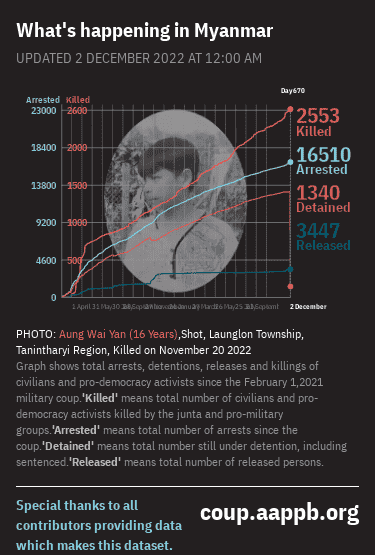 What's happening in Myanmar
UPDATED 2 DECEMBER 2022 AT 12:00 AM
Day670
Arrested Killed
23000 2600
18400
13800 1500
9200 1000
4600 500
0
2553
Killed
16510
Arrested
1340
Detained
3447
Released
1 April 31 May
2 December
PHOTO: Aung Wai Yan (16 Years),Shot, Launglon Township,
Tanintharyi Region, Killed on November 20 2022
Graph shows total arrests, detentions, releases and killings of
civilians and pro-democracy activists since the February 1,2021
military coup.'Killed' means total number of civilians and pro-
democracy activists killed by the junta and pro-military
groups.'Arrested' means total number of arrests since the
coup.'Detained' means total number still under detention, including
sentenced.'Released' means total number of released persons.
Special thanks to all
contributors providing data
which makes this dataset.
coup.aappb.org